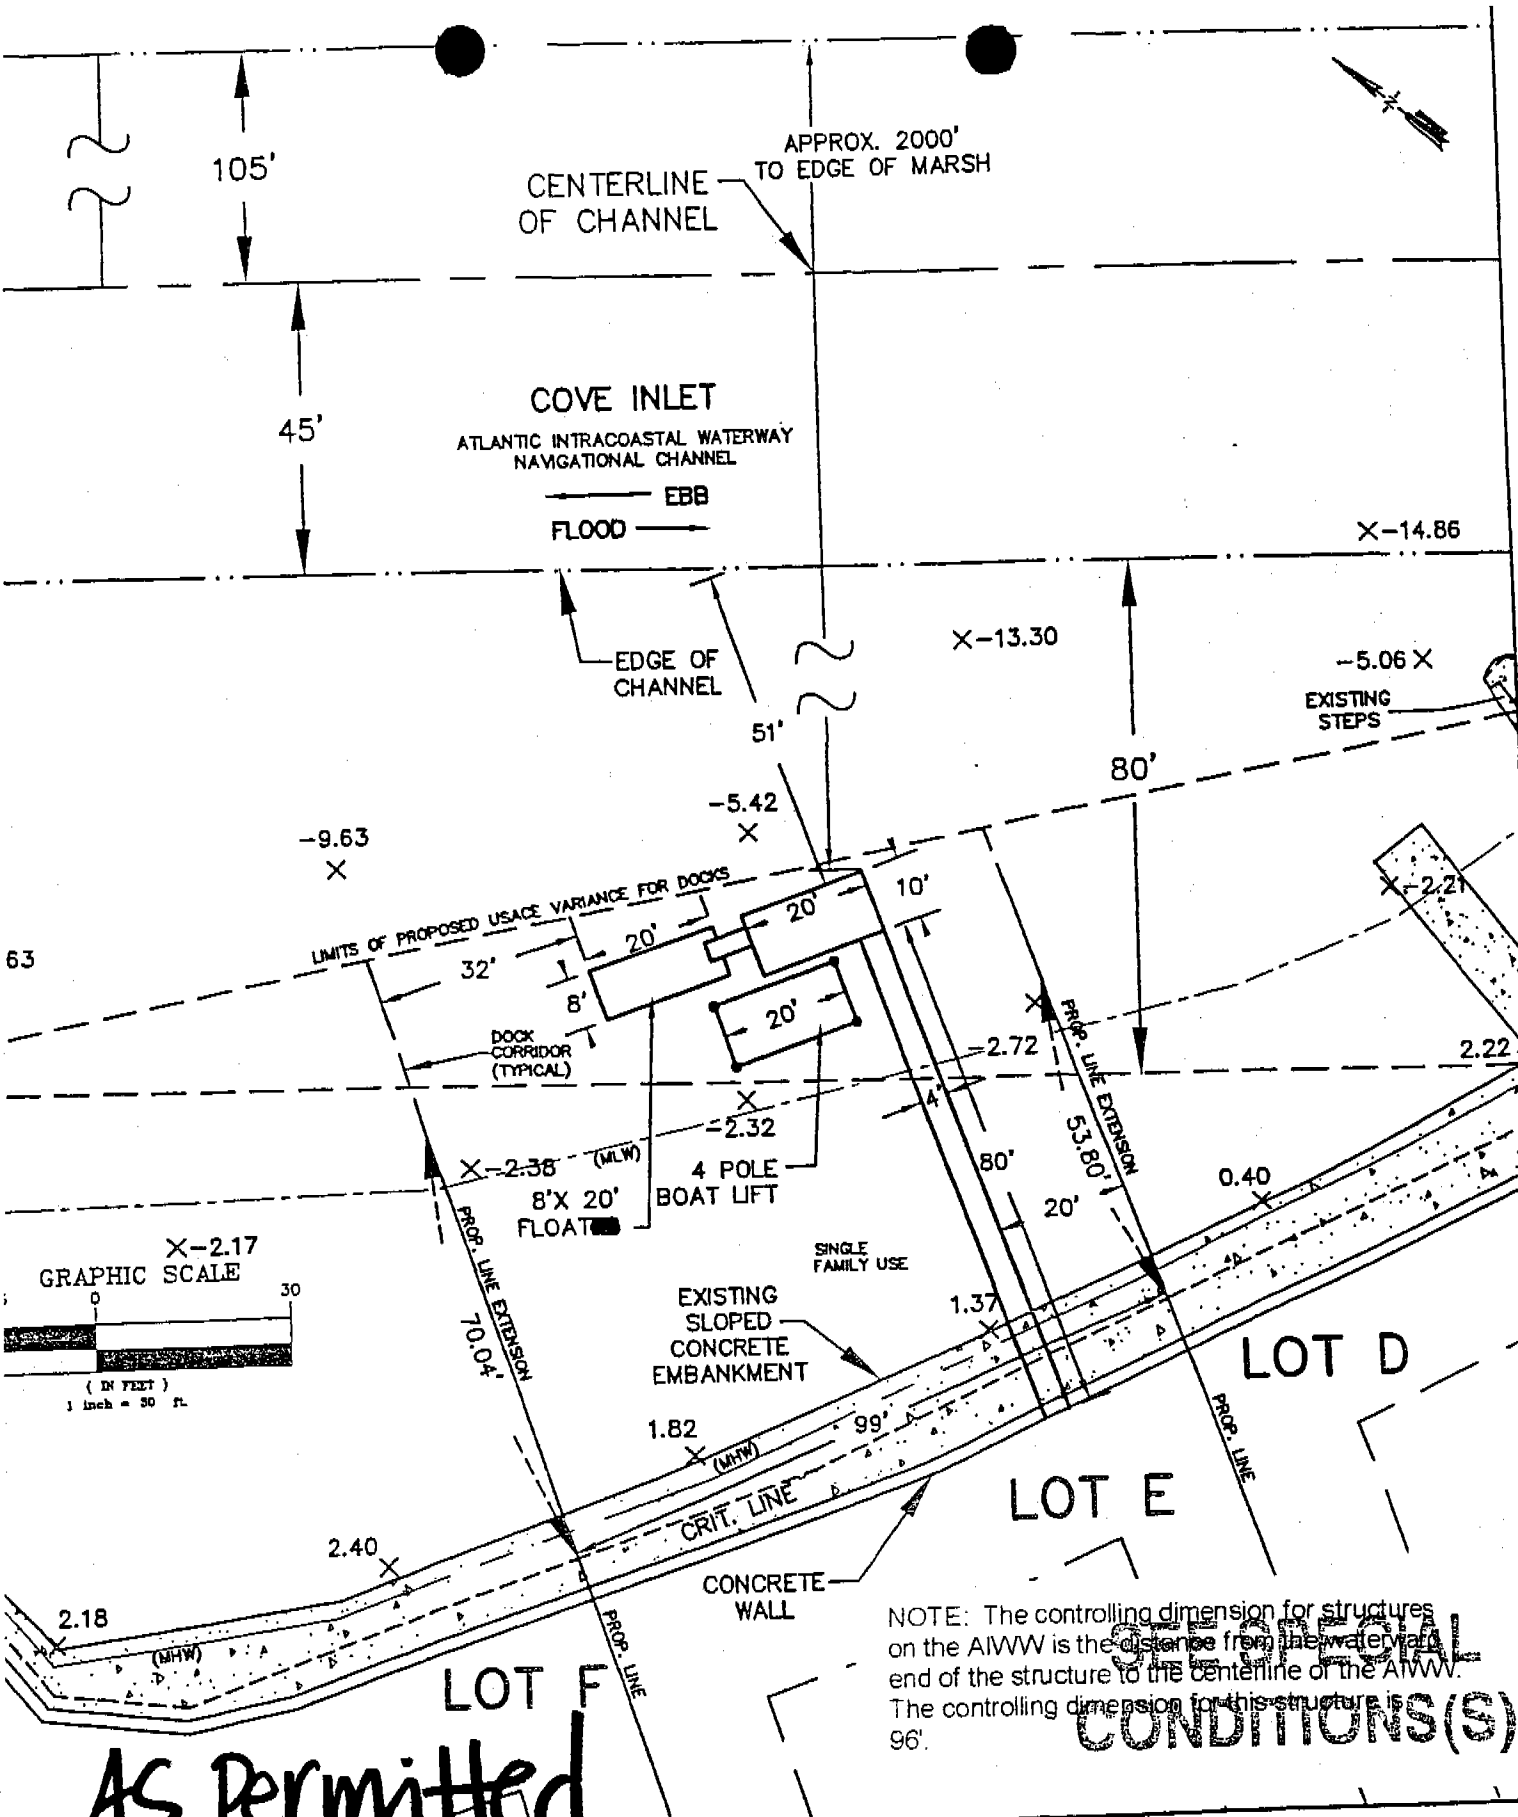 105'
APPROX. 2000'
TO EDGE OF MARSH
CENTERLINE
OF CHANNEL
45'
COVE INLET
ATLANTIC INTRACOASTAL WATERWAY
NAVIGATIONAL CHANNEL
EBB
FLOOD
-14.86
-13.30
EDGE OF
CHANNEL
-5.06
EXISTING
STEPS
51'
80'
-5.42
-9.63
LIMITS OF PROPOSED USACE VARIANCE FOR DOCKS
10'
20'
-2.21
63
20'
32'
8'
20'
DOCK
CORRIDOR
(TYPICAL)
PROP. LINE EXTENSION
-2.72
2.22
4'
-2.32
53.80'
(MLW)
-2.38
4 POLE
BOAT LIFT
80'
8'X 20'
FLOAT
20'
0.40
PROP. LINE EXTENSION
70.04'
-2.17
GRAPHIC SCALE
0
30
( IN FEET )
1 inch = 30 ft.
SINGLE
FAMILY USE
EXISTING
SLOPED
CONCRETE
EMBANKMENT
1.37
LOT D
PROP. LINE
1.82
99'
(MHW)
CRIT. LINE
LOT E
2.40
CONCRETE
WALL
2.18
(MHW)
PROP. LINE
LOT F
NOTE: The controlling dimension for structures
on the AIWW is the distance from the waterward
end of the structure to the centerline of the AIWW.
The controlling dimension for this structure is
96'.
SEE SPECIAL
CONDITIONS(S)
As Permitted